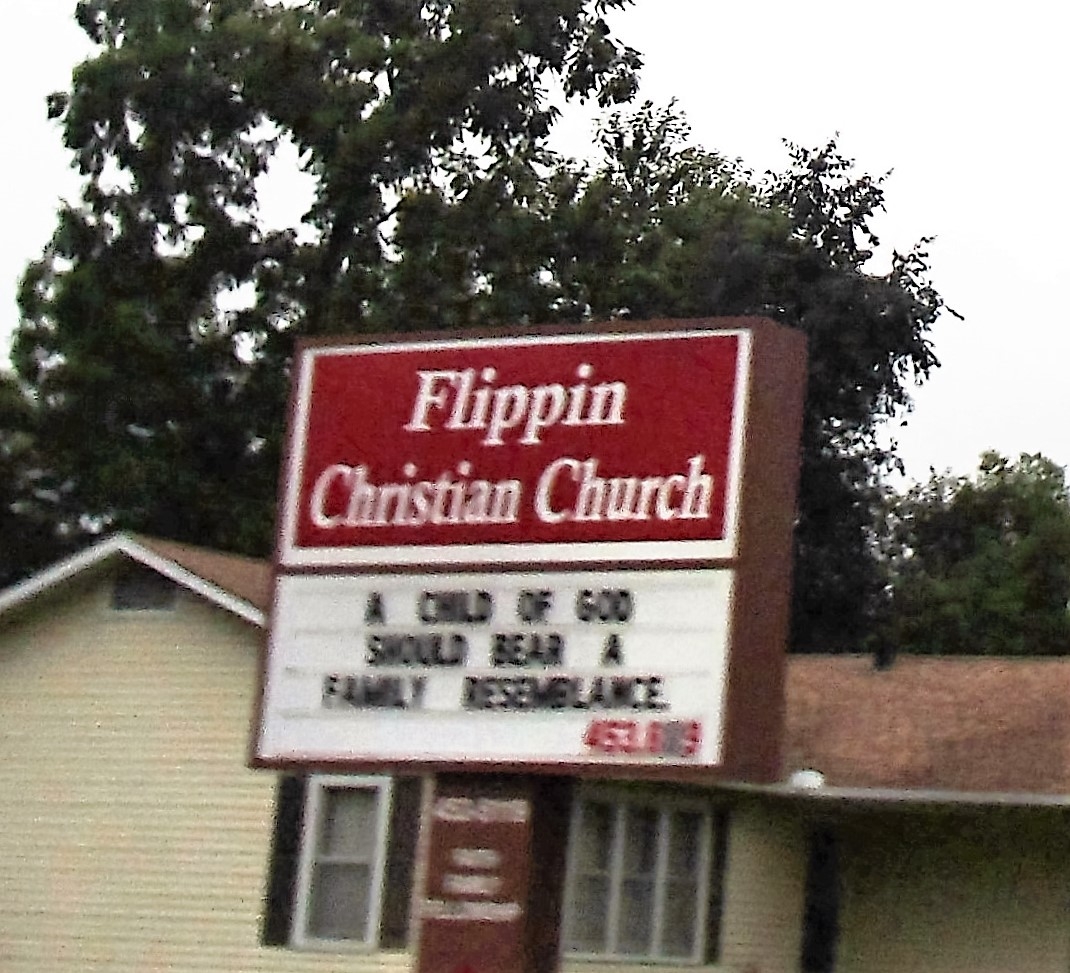 Flippin
Christian Church
A CHILD OF GOD
SHOULD BEAR A
FAMILY RESEMBLANCE.